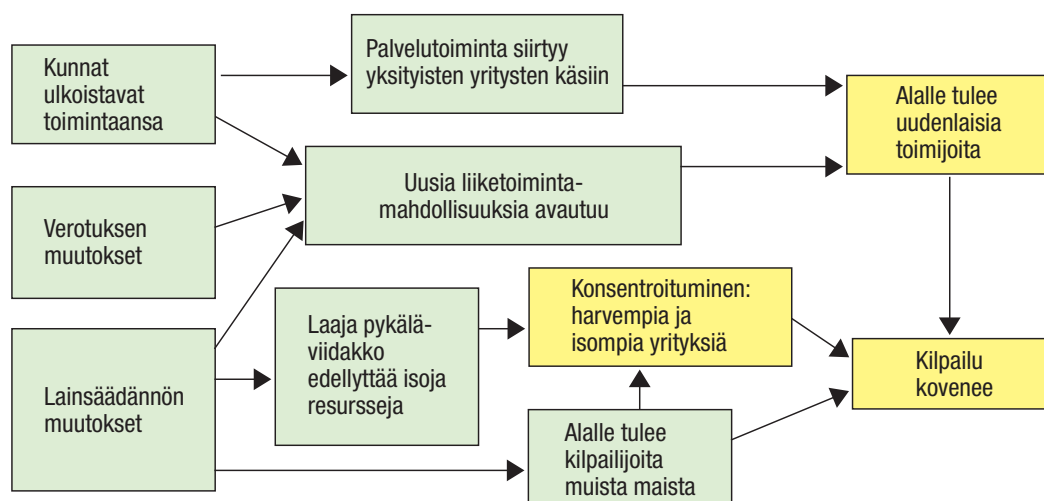 Kunnat
ulkoistavat
toimintaansa
Palvelutoiminta siirtyy
yksityisten yritysten käsiin
Alalle tulee
uudenlaisia
toimijoita
Uusia liiketoiminta-
mahdollisuuksia avautuu
Verotuksen
muutokset
Lainsäädännön
muutokset
Laaja pykälä-
viidakko
edellyttää isoja
resursseja
Konsentroituminen:
harvempia ja
isompia yrityksiä
Kilpailu
kovenee
Alalle tulee
kilpailijoita
muista maista